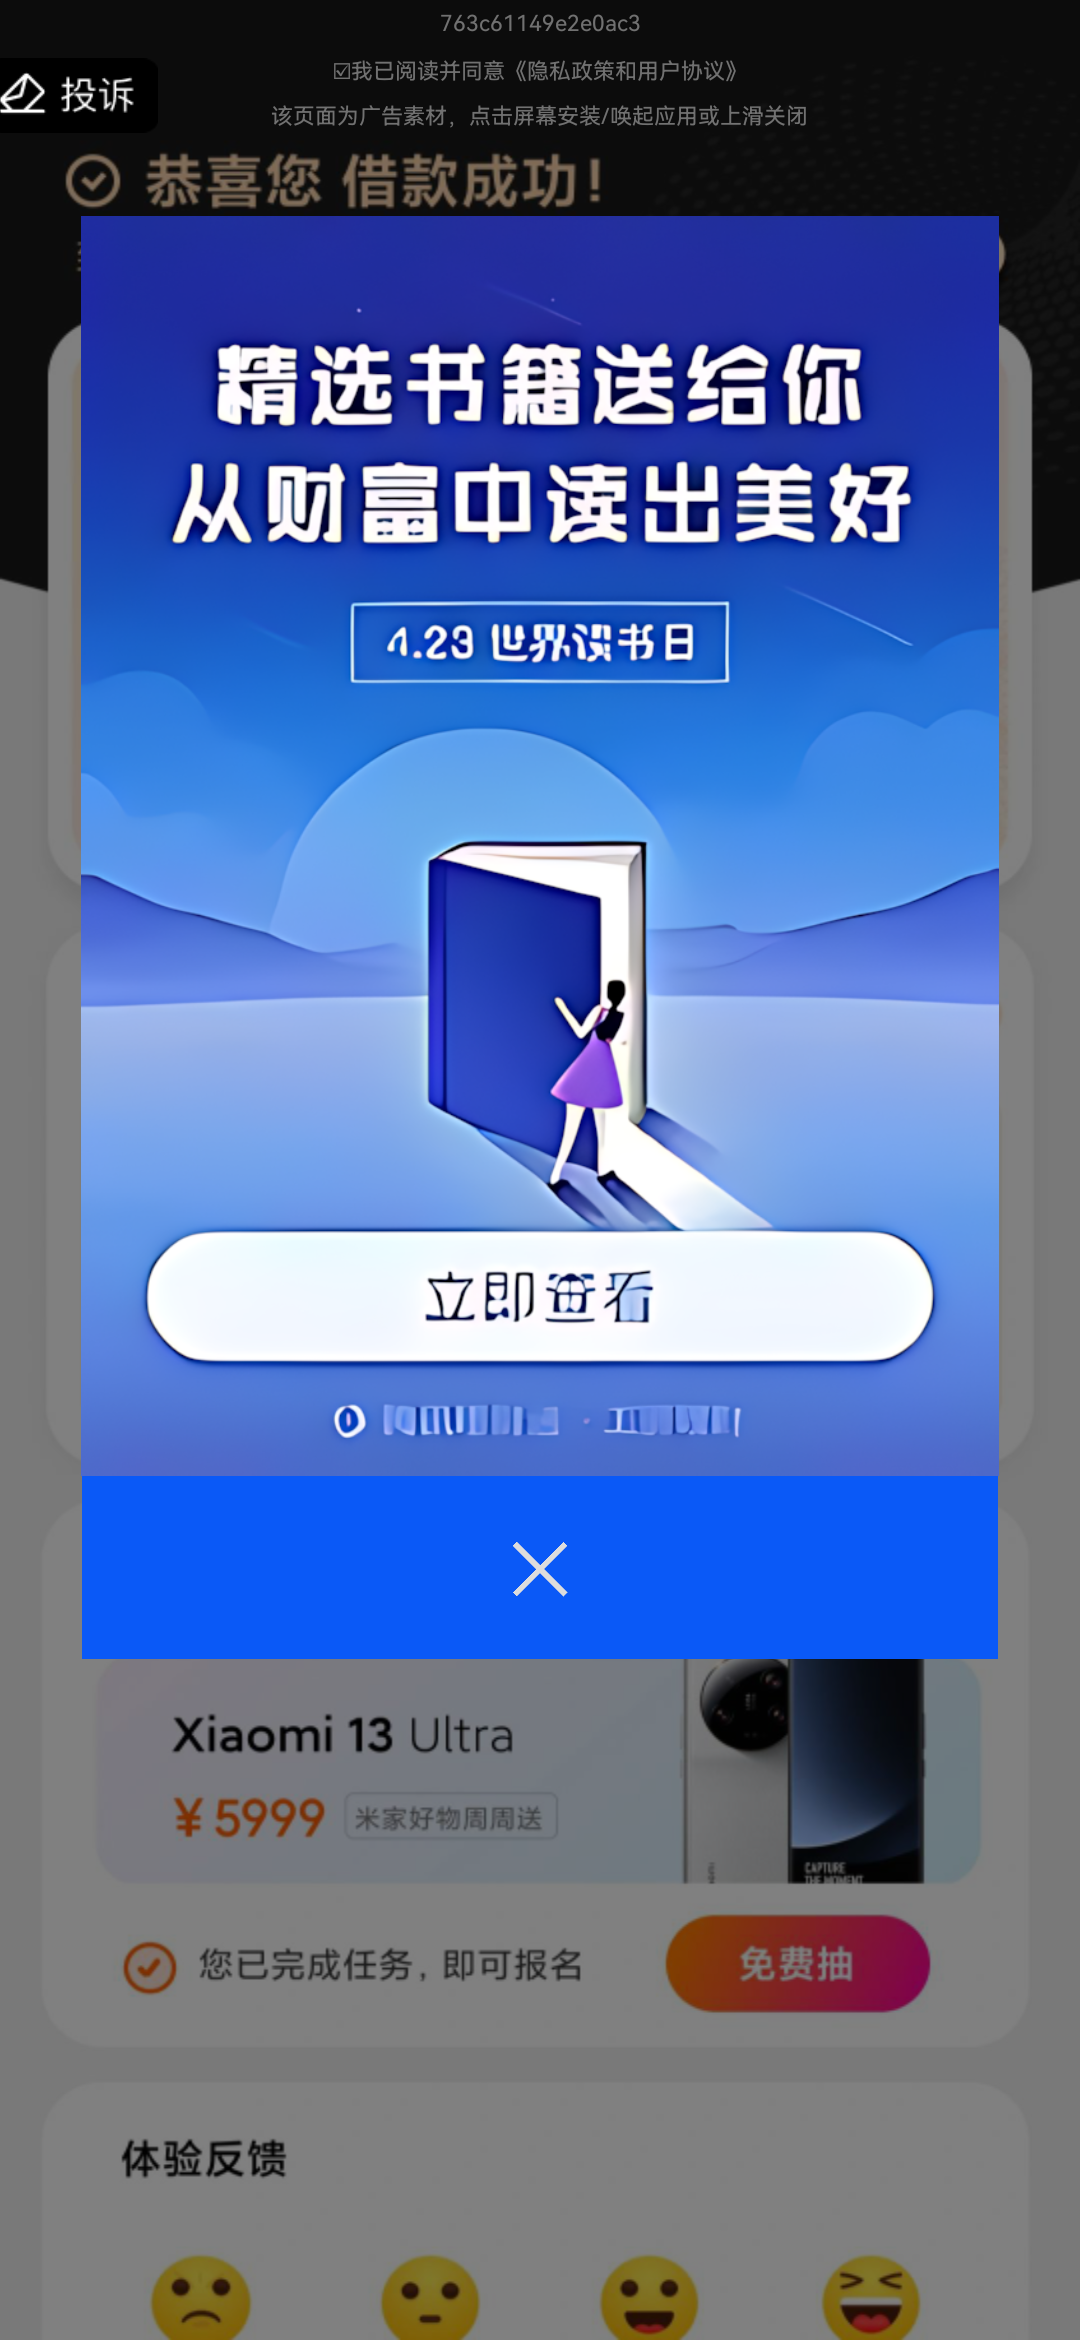 763c61149e2e0ac3
☑我已阅读并同意《隐私政策和用户协议》
投诉
该页面为广告素材，点击屏幕安装/唤起应用或上滑关闭
恭喜您 借款成功！
精选书籍送给你
从财富中读出美好
4.23 世界读书日
立即查看
Xiaomi 13 Ultra
￥5999 米家好物周周送
CAPTURE
THE MOMENT
您已完成任务，即可报名
免费抽
体验反馈